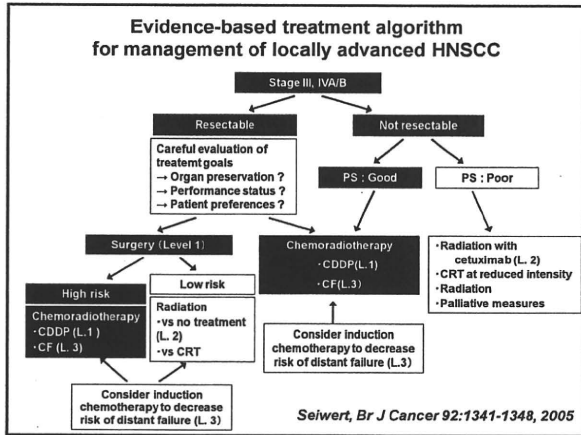 Evidence-based treatment algorithm
for management of locally advanced HNSCC
Stage III, IVA/B
Resectable
Not resectable
Careful evaluation of
treatemt goals
→ Organ preservation ?
→ Performance status ?
→ Patient preferences ?
PS : Good
PS : Poor
Surgery (Level 1)
Chemoradiotherapy
・CDDP(L.1)
・CF(L.3)
・Radiation with
cetuximab (L. 2)
・CRT at reduced intensity
・Radiation
・Palliative measures
High risk
Low risk
Chemoradiotherapy
・CDDP (L.1 )
・CF (L. 3)
Radiation
・vs no treatment
(L. 2)
・vs CRT
Consider induction
chemotherapy to decrease
risk of distant failure (L.3)
Consider induction
chemotherapy to decrease
risk of distant failure (L. 3)
Seiwert, Br J Cancer 92:1341-1348, 2005